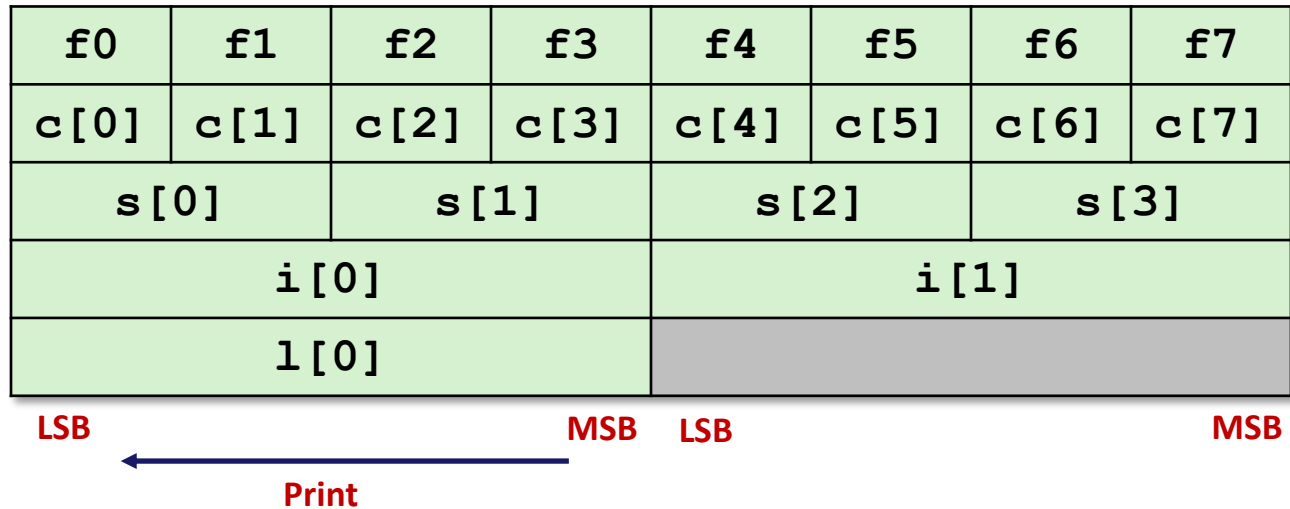 f0 f1 f2 f3 f4 f5 f6 f7
c[0] c[1] c[2] c[3] c[4] c[5] c[6] c[7]
s[0] s[1] s[2] s[3]
i[0] i[1]
l[0]
LSB MSB LSB MSB
Print